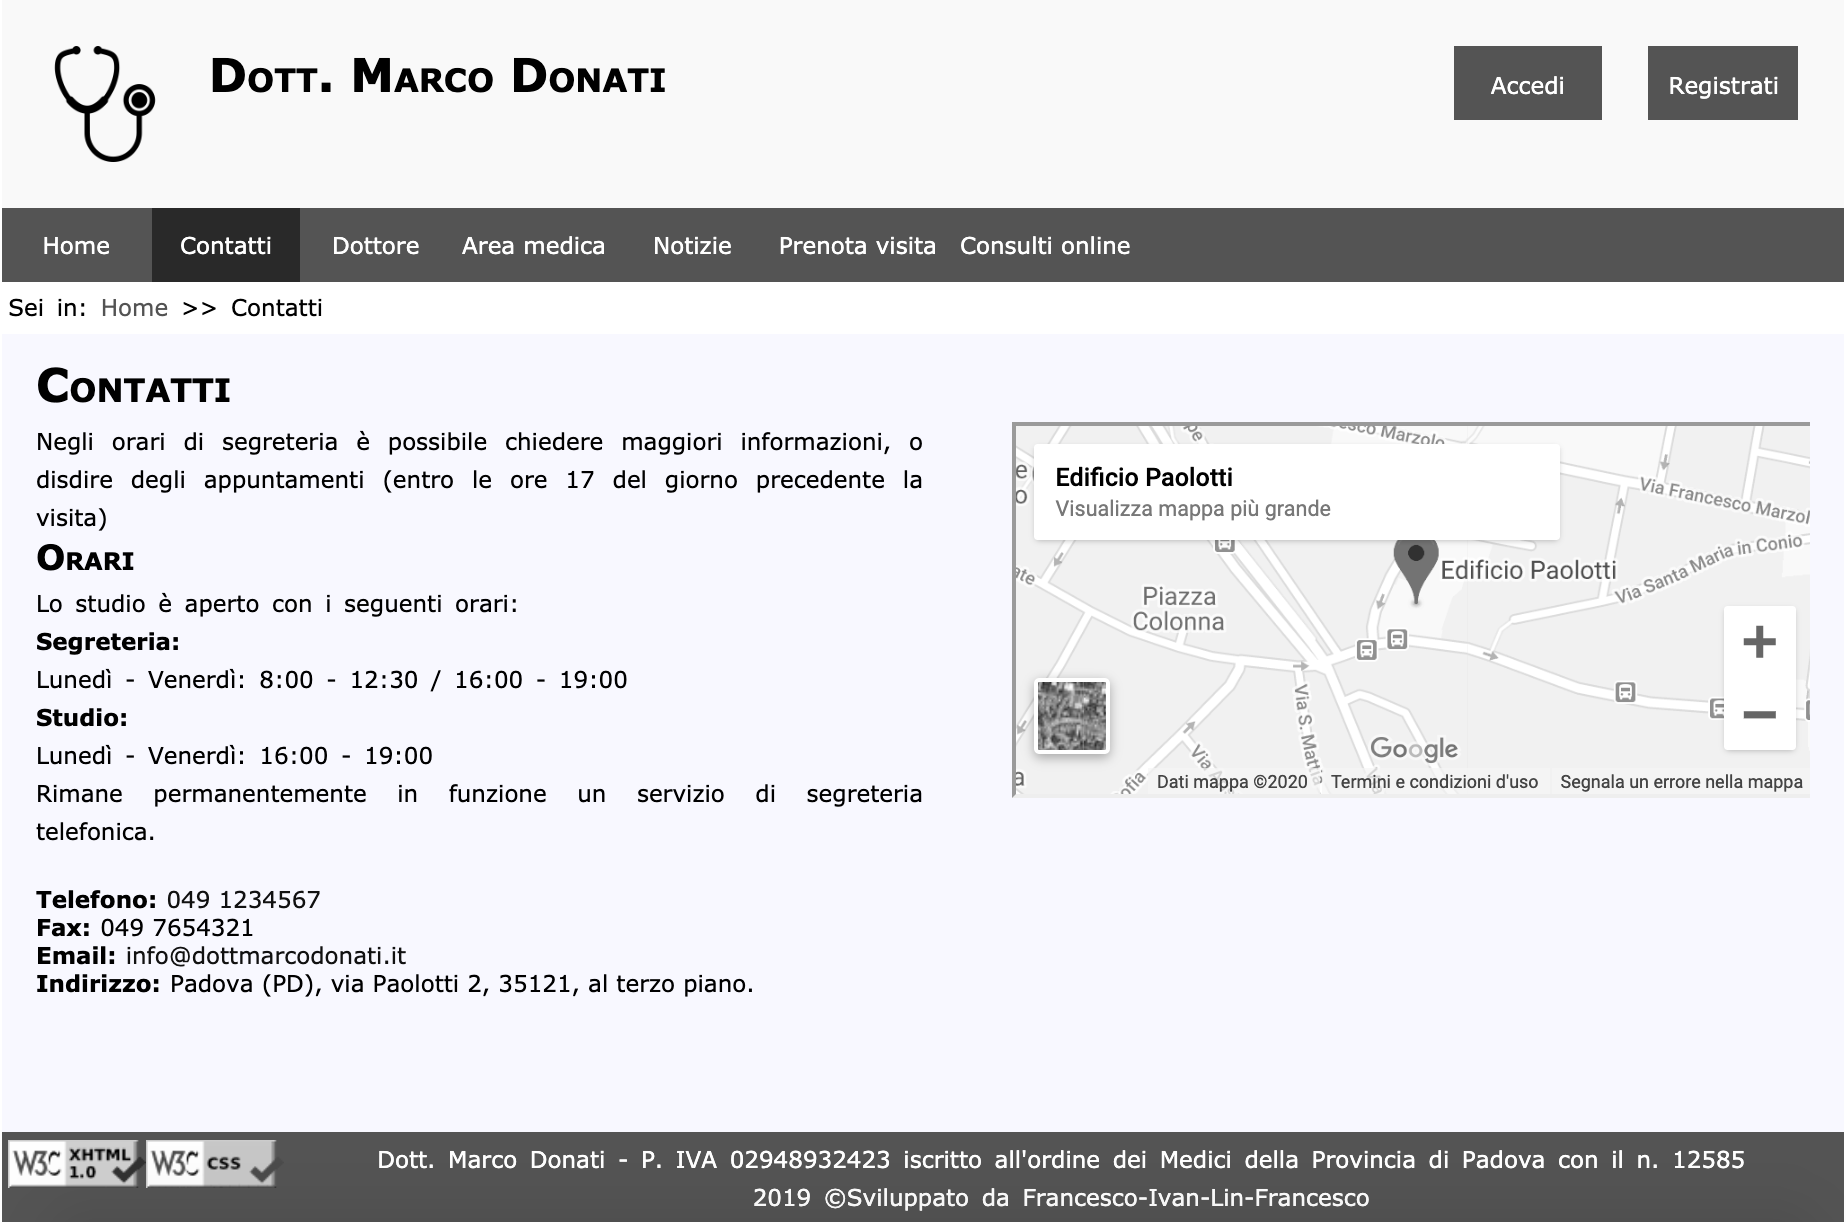 Dott. Marco Donati
Accedi
Registrati
Home
Contatti
Dottore
Area medica
Notizie
Prenota visita
Consulti online
Sei in: Home >> Contatti
Contatti
Negli orari di segreteria è possibile chiedere maggiori informazioni, o
disdire degli appuntamenti (entro le ore 17 del giorno precedente la
visita)
Orari
Lo studio è aperto con i seguenti orari:
Segreteria:
Lunedì - Venerdì: 8:00 - 12:30 / 16:00 - 19:00
Studio:
Lunedì - Venerdì: 16:00 - 19:00
Rimane permanentemente in funzione un servizio di segreteria
telefonica.
Telefono: 049 1234567
Fax: 049 7654321
Email: info@dottmarcodonati.it
Indirizzo: Padova (PD), via Paolotti 2, 35121, al terzo piano.
Edificio Paolotti
Visualizza mappa più grande
Marzolo
Via Francesco Marzol
Via Santa Maria in Conio
Edificio Paolotti
Piazza
Colonna
Via S. Mattia
Via
Google
Dati mappa ©2020
Termini e condizioni d'uso
Segnala un errore nella mappa
W3C XHTML 1.0
W3C CSS
Dott. Marco Donati - P. IVA 02948932423 iscritto all'ordine dei Medici della Provincia di Padova con il n. 12585
2019 ©Sviluppato da Francesco-Ivan-Lin-Francesco